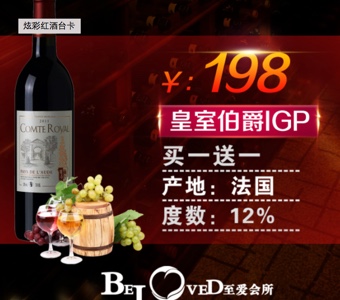 炫彩红酒台卡
¥: 198
皇室伯爵IGP
买一送一
产地：法国
度数：12%
COMTE ROYAL
BELOVED至爱会所